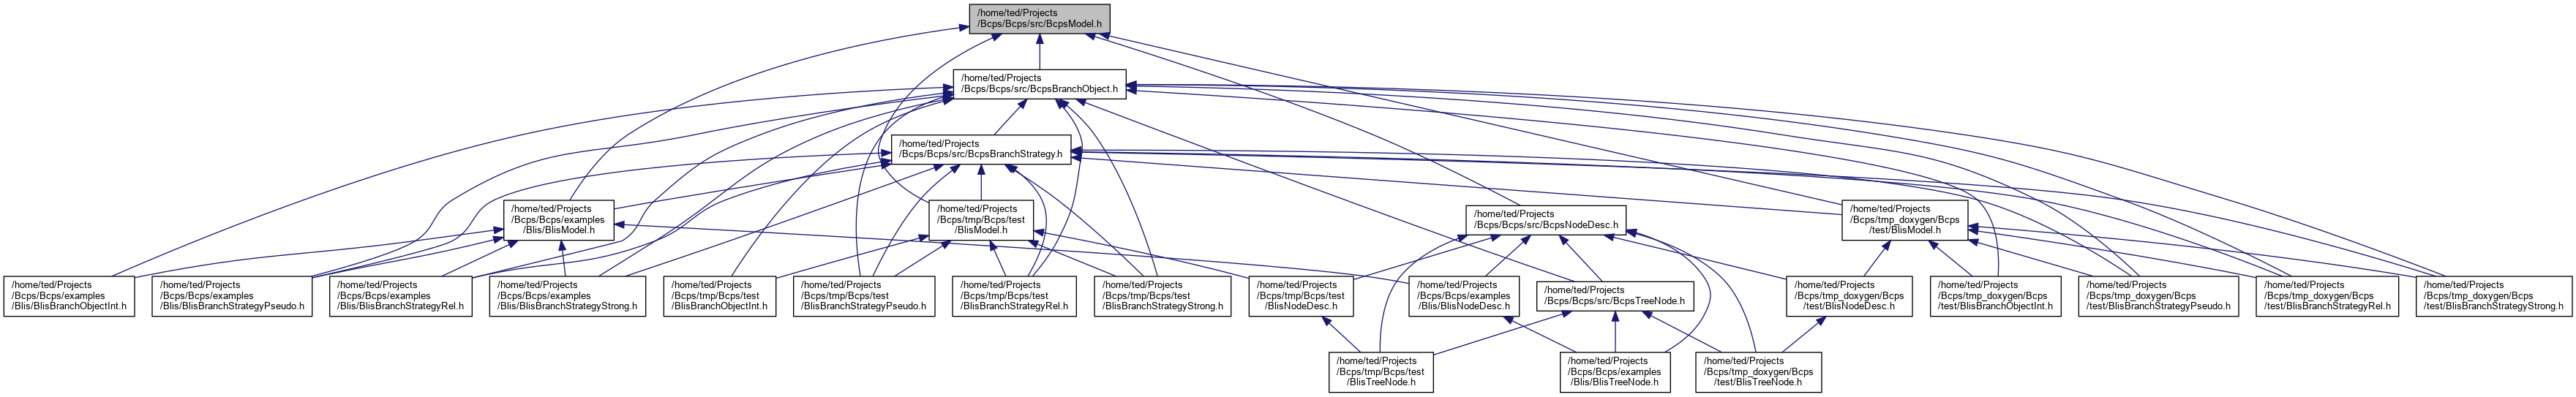 /home/ted/Projects
/Bcps/Bcps/src/BcpsModel.h
/home/ted/Projects
/Bcps/Bcps/src/BcpsBranchObject.h
/home/ted/Projects
/Bcps/Bcps/src/BcpsBranchStrategy.h
/home/ted/Projects
/Bcps/Bcps/examples
/Blis/BlisModel.h
/home/ted/Projects
/Bcps/tmp/Bcps/test
/BlisModel.h
/home/ted/Projects
/Bcps/Bcps/src/BcpsNodeDesc.h
/home/ted/Projects
/Bcps/tmp_doxygen/Bcps
/test/BlisModel.h
/home/ted/Projects
/Bcps/Bcps/examples
/Blis/BlisBranchObjectInt.h
/home/ted/Projects
/Bcps/Bcps/examples
/Blis/BlisBranchStrategyPseudo.h
/home/ted/Projects
/Bcps/Bcps/examples
/Blis/BlisBranchStrategyRel.h
/home/ted/Projects
/Bcps/Bcps/examples
/Blis/BlisBranchStrategyStrong.h
/home/ted/Projects
/Bcps/tmp/Bcps/test
/BlisBranchObjectInt.h
/home/ted/Projects
/Bcps/tmp/Bcps/test
/BlisBranchStrategyPseudo.h
/home/ted/Projects
/Bcps/tmp/Bcps/test
/BlisBranchStrategyRel.h
/home/ted/Projects
/Bcps/tmp/Bcps/test
/BlisBranchStrategyStrong.h
/home/ted/Projects
/Bcps/tmp/Bcps/test
/BlisNodeDesc.h
/home/ted/Projects
/Bcps/Bcps/examples
/Blis/BlisNodeDesc.h
/home/ted/Projects
/Bcps/Bcps/src/BcpsTreeNode.h
/home/ted/Projects
/Bcps/tmp_doxygen/Bcps
/test/BlisNodeDesc.h
/home/ted/Projects
/Bcps/tmp_doxygen/Bcps
/test/BlisBranchObjectInt.h
/home/ted/Projects
/Bcps/tmp_doxygen/Bcps
/test/BlisBranchStrategyPseudo.h
/home/ted/Projects
/Bcps/tmp_doxygen/Bcps
/test/BlisBranchStrategyRel.h
/home/ted/Projects
/Bcps/tmp_doxygen/Bcps
/test/BlisBranchStrategyStrong.h
/home/ted/Projects
/Bcps/tmp/Bcps/test
/BlisTreeNode.h
/home/ted/Projects
/Bcps/Bcps/examples
/Blis/BlisTreeNode.h
/home/ted/Projects
/Bcps/tmp_doxygen/Bcps
/test/BlisTreeNode.h